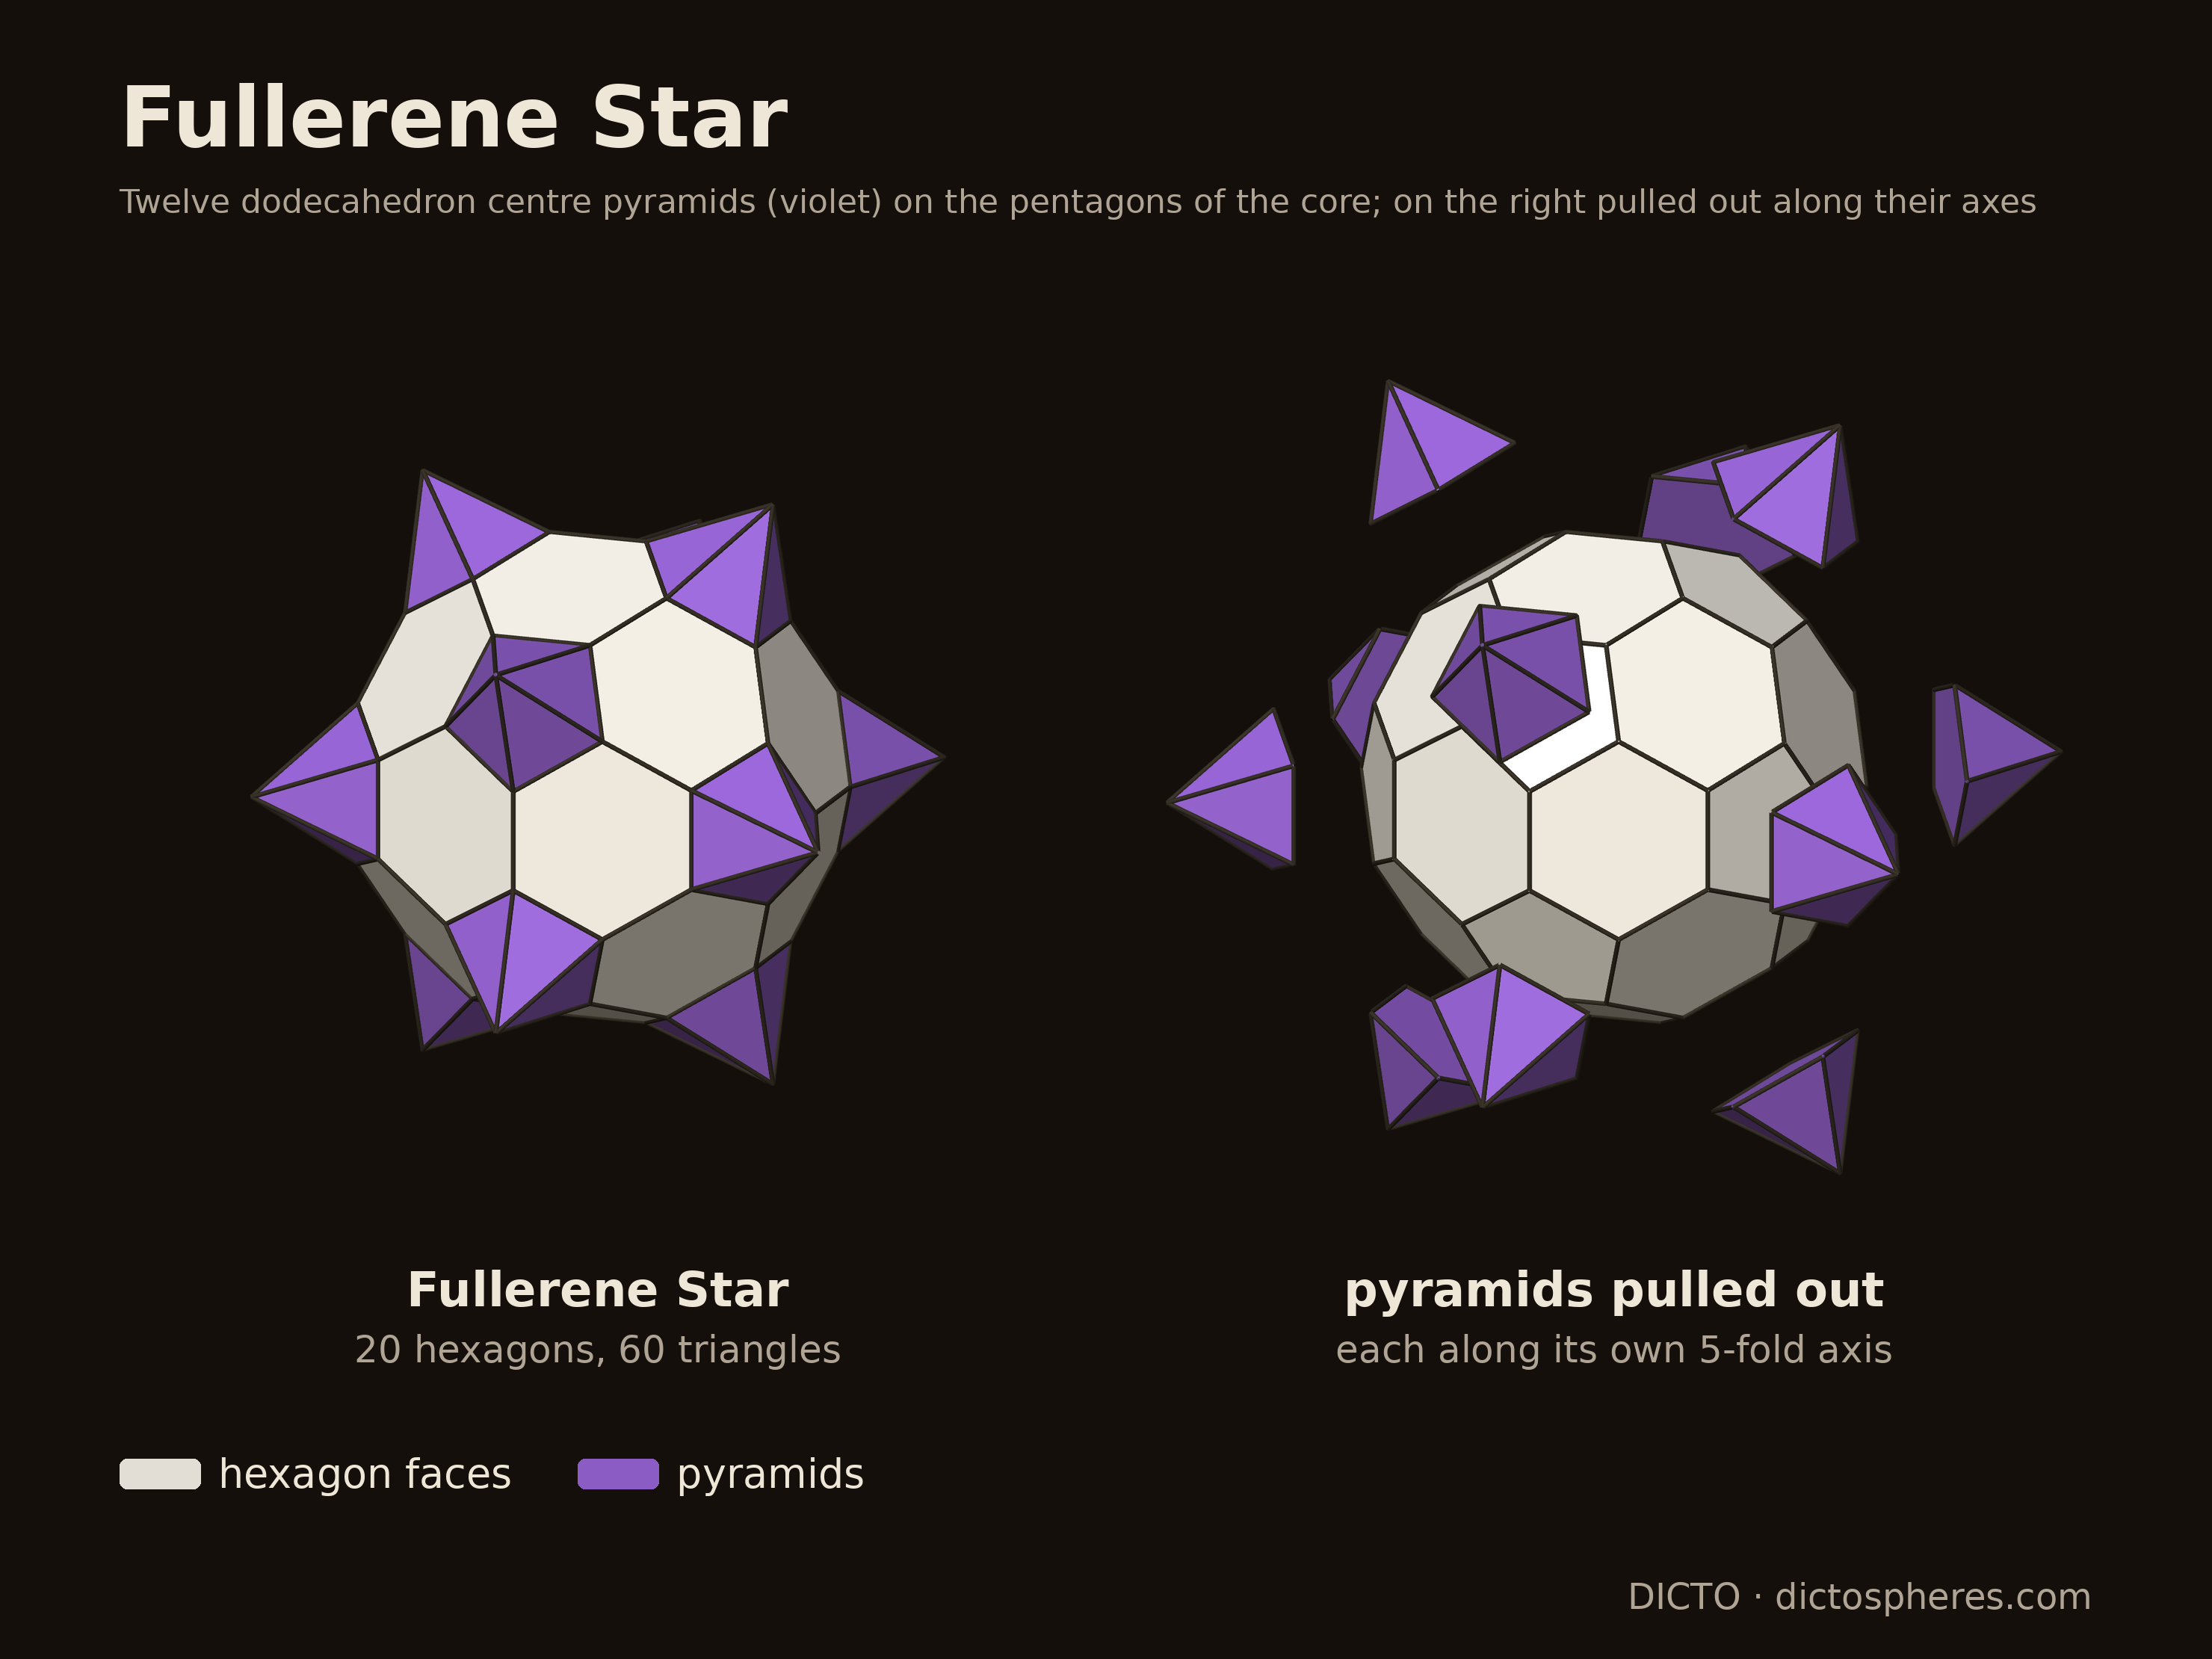 Fullerene Star
Twelve dodecahedron centre pyramids (violet) on the pentagons of the core; on the right pulled out along their axes
Fullerene Star
20 hexagons, 60 triangles
pyramids pulled out
each along its own 5-fold axis
hexagon faces
pyramids
DICTO · dictospheres.com